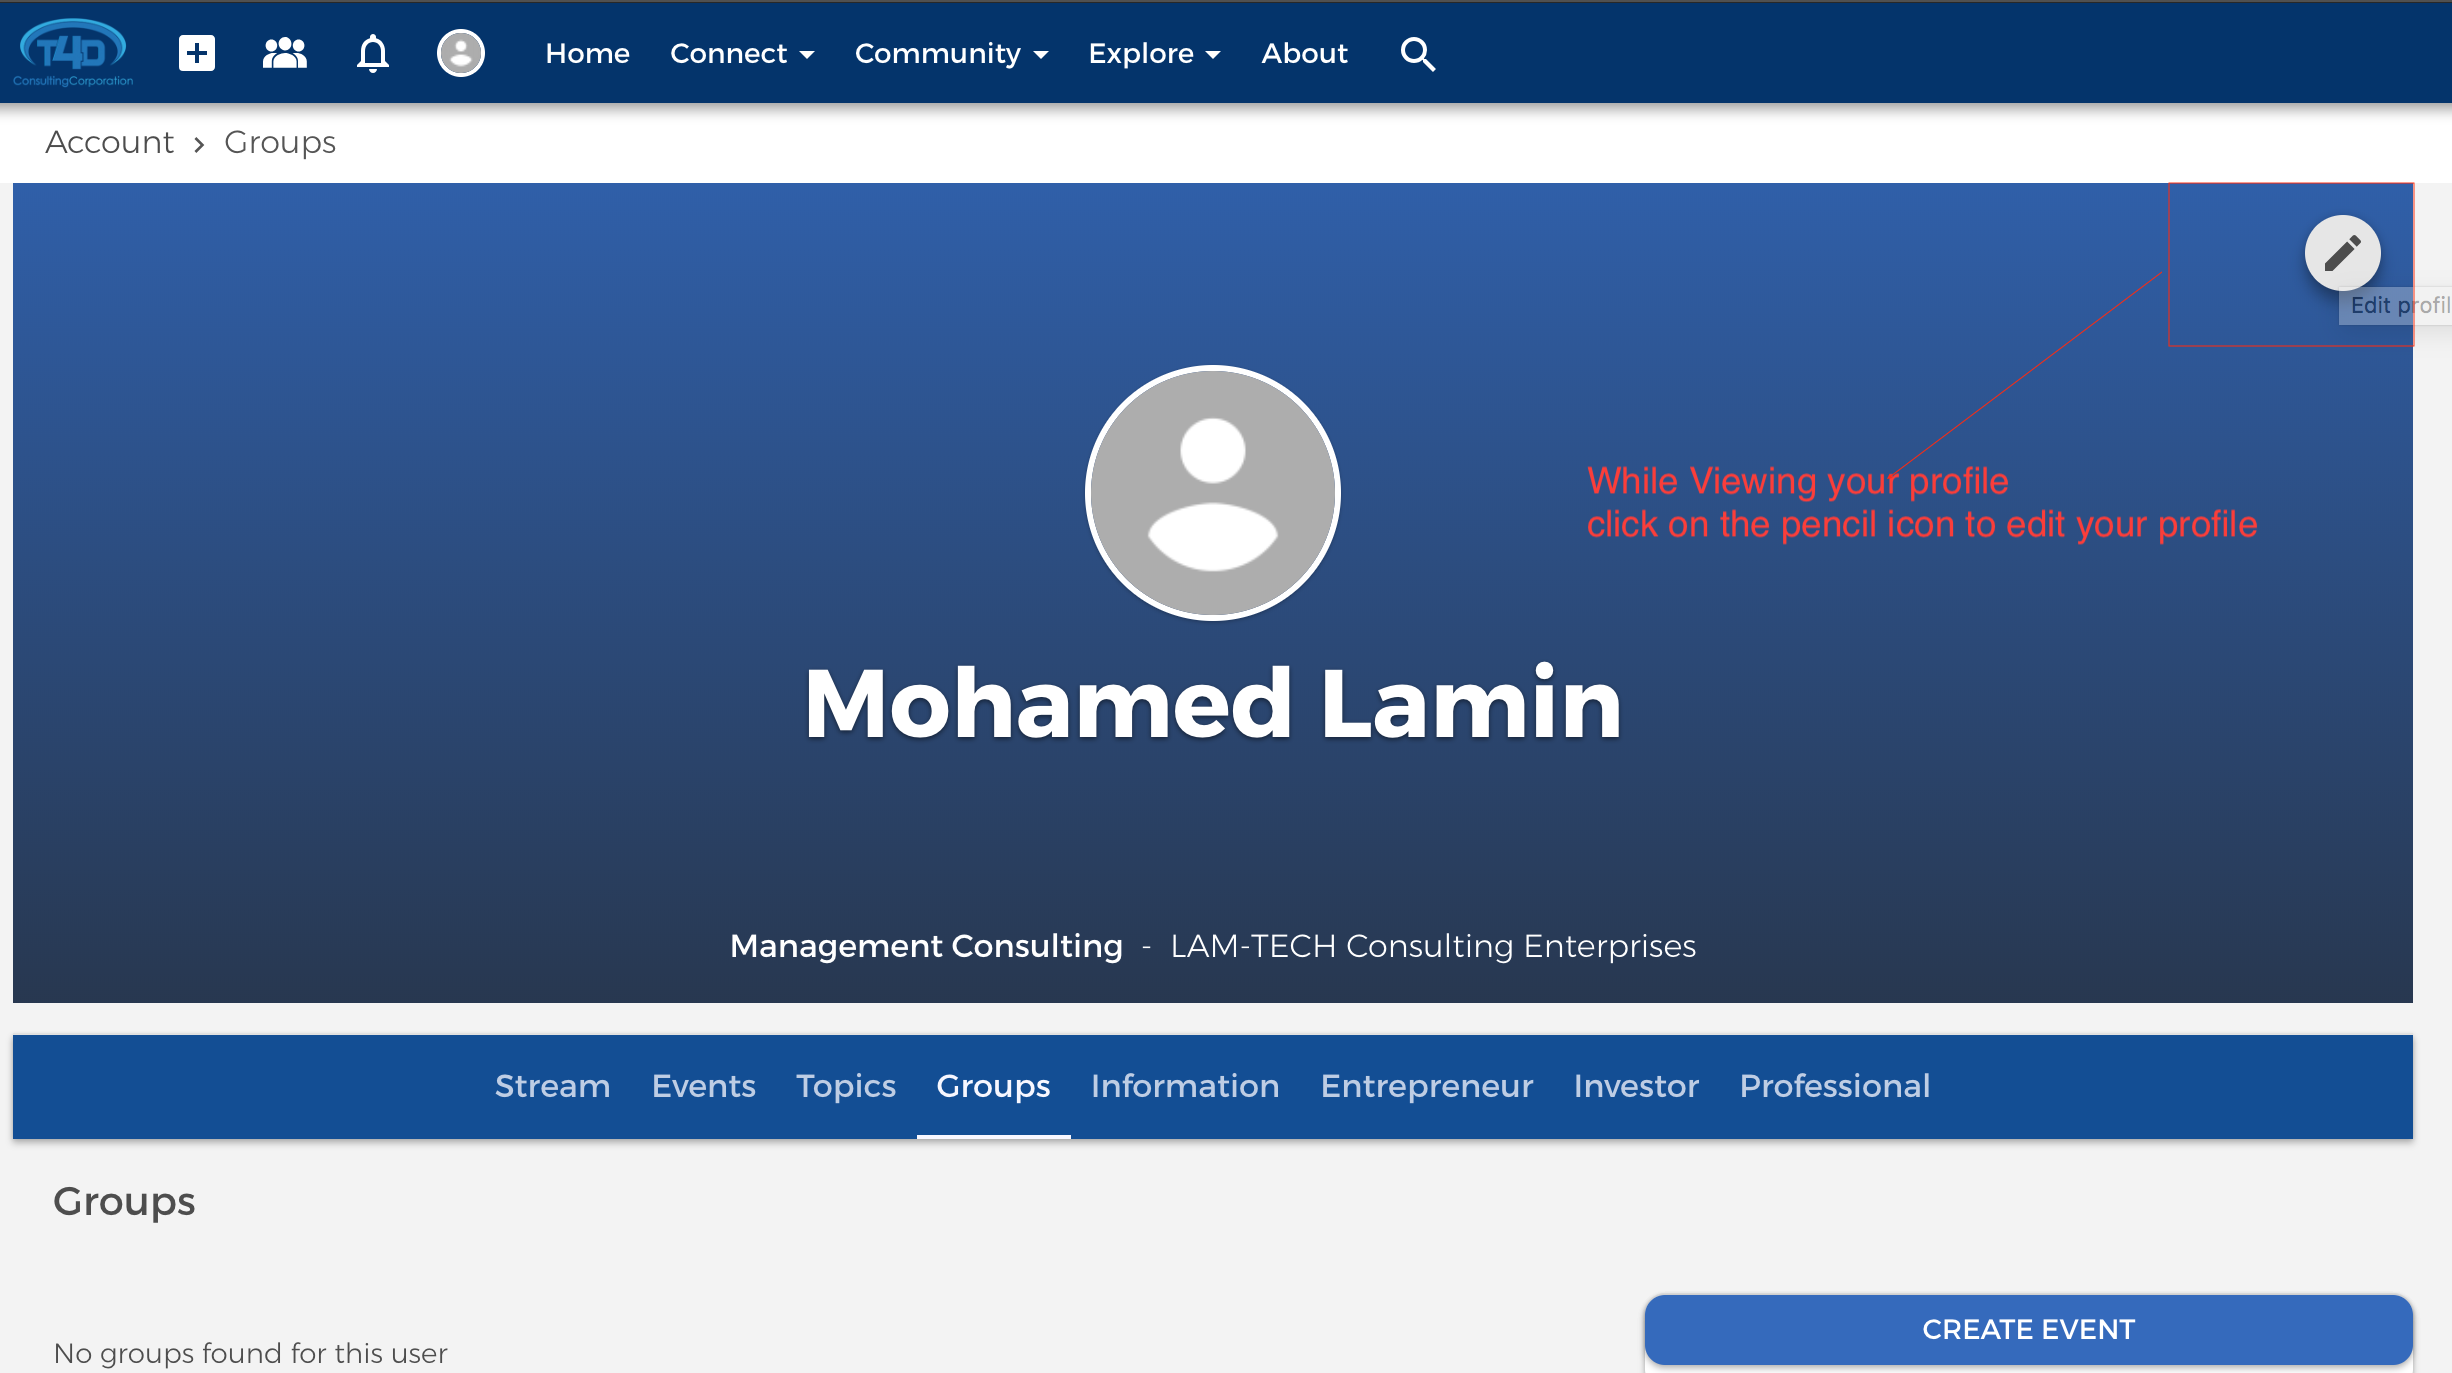 T4D
ConsultingCorporation
Home Connect Community Explore About
Account › Groups
Edit profil
While Viewing your profile
click on the pencil icon to edit your profile
Mohamed Lamin
Management Consulting - LAM-TECH Consulting Enterprises
Stream Events Topics Groups Information Entrepreneur Investor Professional
Groups
CREATE EVENT
No groups found for this user